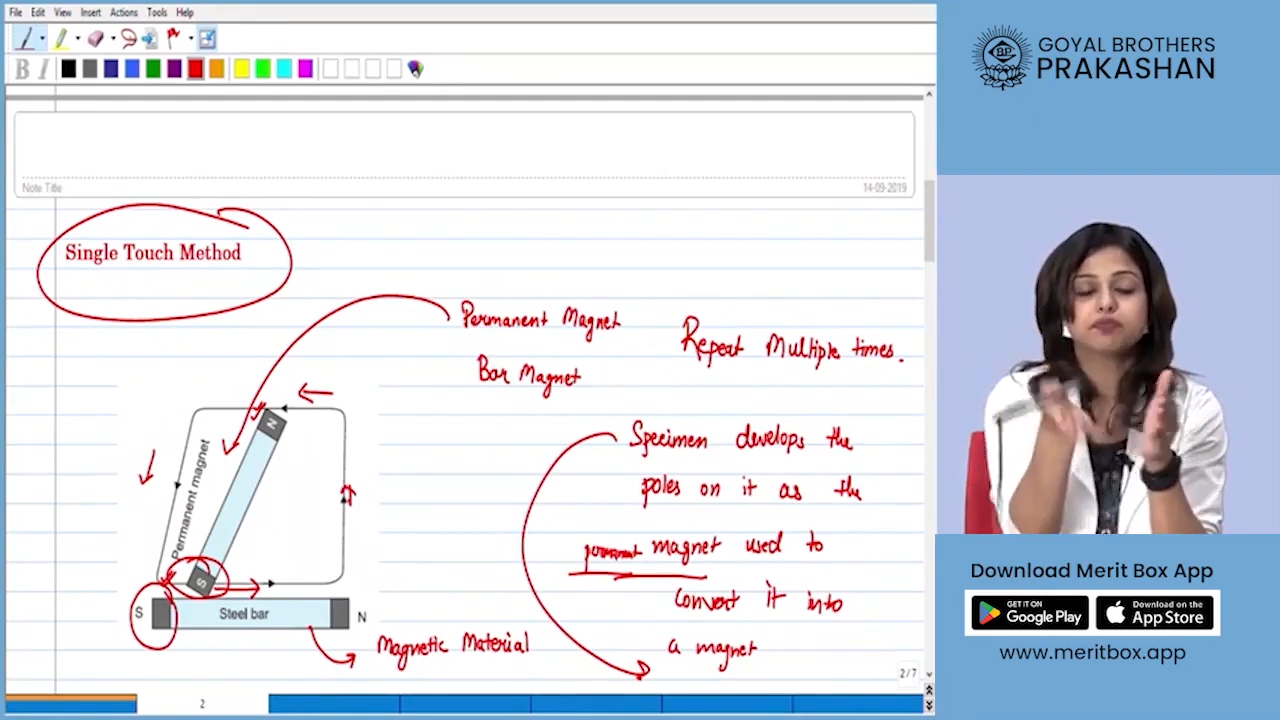 File Edit View Insert Actions Tools Help
B I
Note Title
14-09-2019
Single Touch Method
Permanent Magnet
Bar Magnet
Repeat Multiple times.
Specimen develops the
poles on it as the
permanent magnet used to
convert it into
a magnet
N
Permanent magnet
S
S
Steel bar
N
Magnetic Material
2/7
2
BP
GOYAL BROTHERS
PRAKASHAN
Download Merit Box App
GET IT ON
Google Play
Download on the
App Store
www.meritbox.app